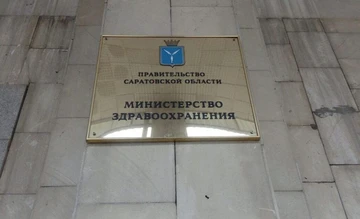 ПРАВИТЕЛЬСТВО
САРАТОВСКОЙ ОБЛАСТИ
МИНИСТЕРСТВО
ЗДРАВООХРАНЕНИЯ